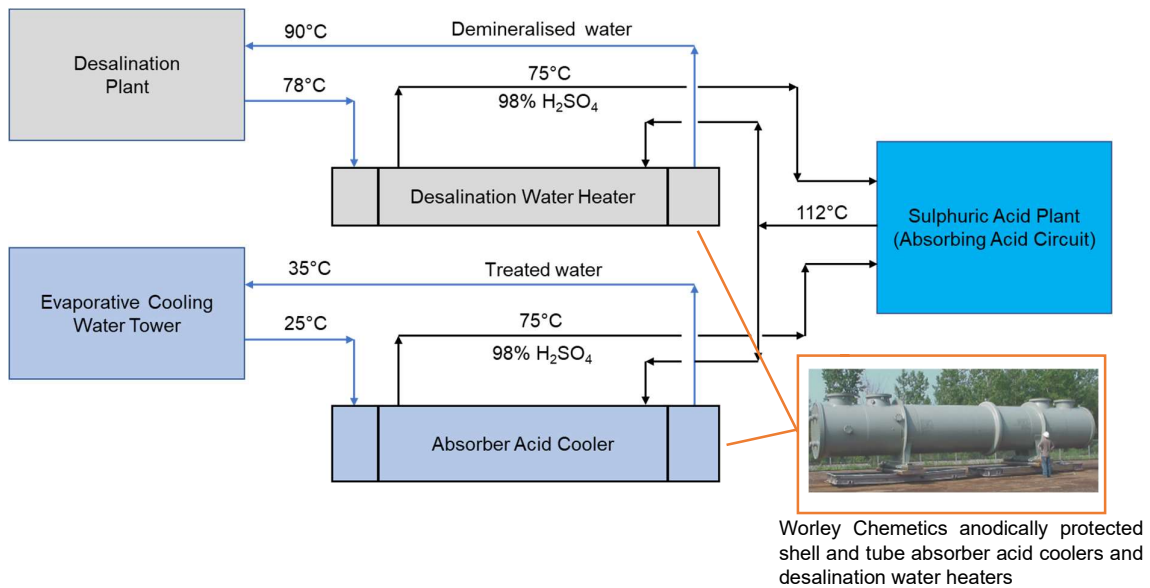 Desalination
Plant
90°C
Demineralised water
78°C
75°C
98% H₂SO₄
Desalination Water Heater
112°C
Sulphuric Acid Plant
(Absorbing Acid Circuit)
Evaporative Cooling
Water Tower
35°C
Treated water
25°C
75°C
98% H₂SO₄
Absorber Acid Cooler
Worley Chemetics anodically protected
shell and tube absorber acid coolers and
desalination water heaters